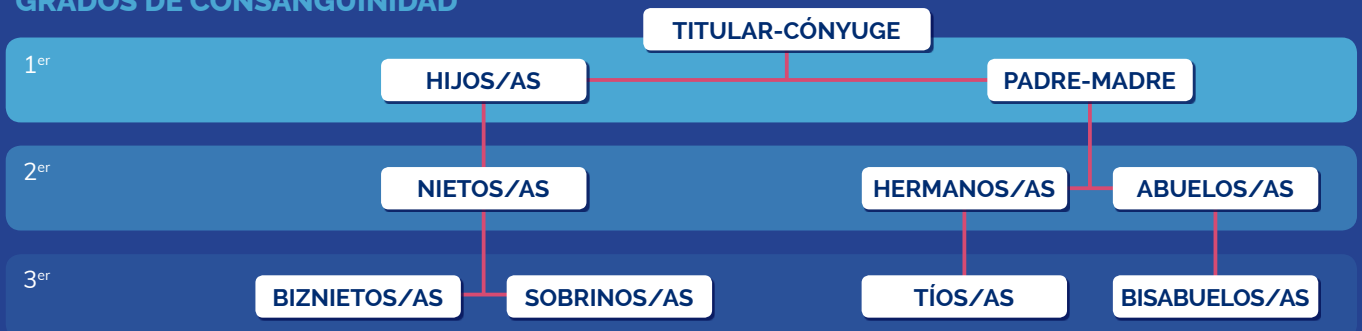 GRADOS DE CONSANGUINIDAD
TITULAR-CÓNYUGE
1er
HIJOS/AS
PADRE-MADRE
2er
NIETOS/AS
HERMANOS/AS
ABUELOS/AS
3er
BIZNIETOS/AS
SOBRINOS/AS
TÍOS/AS
BISABUELOS/AS